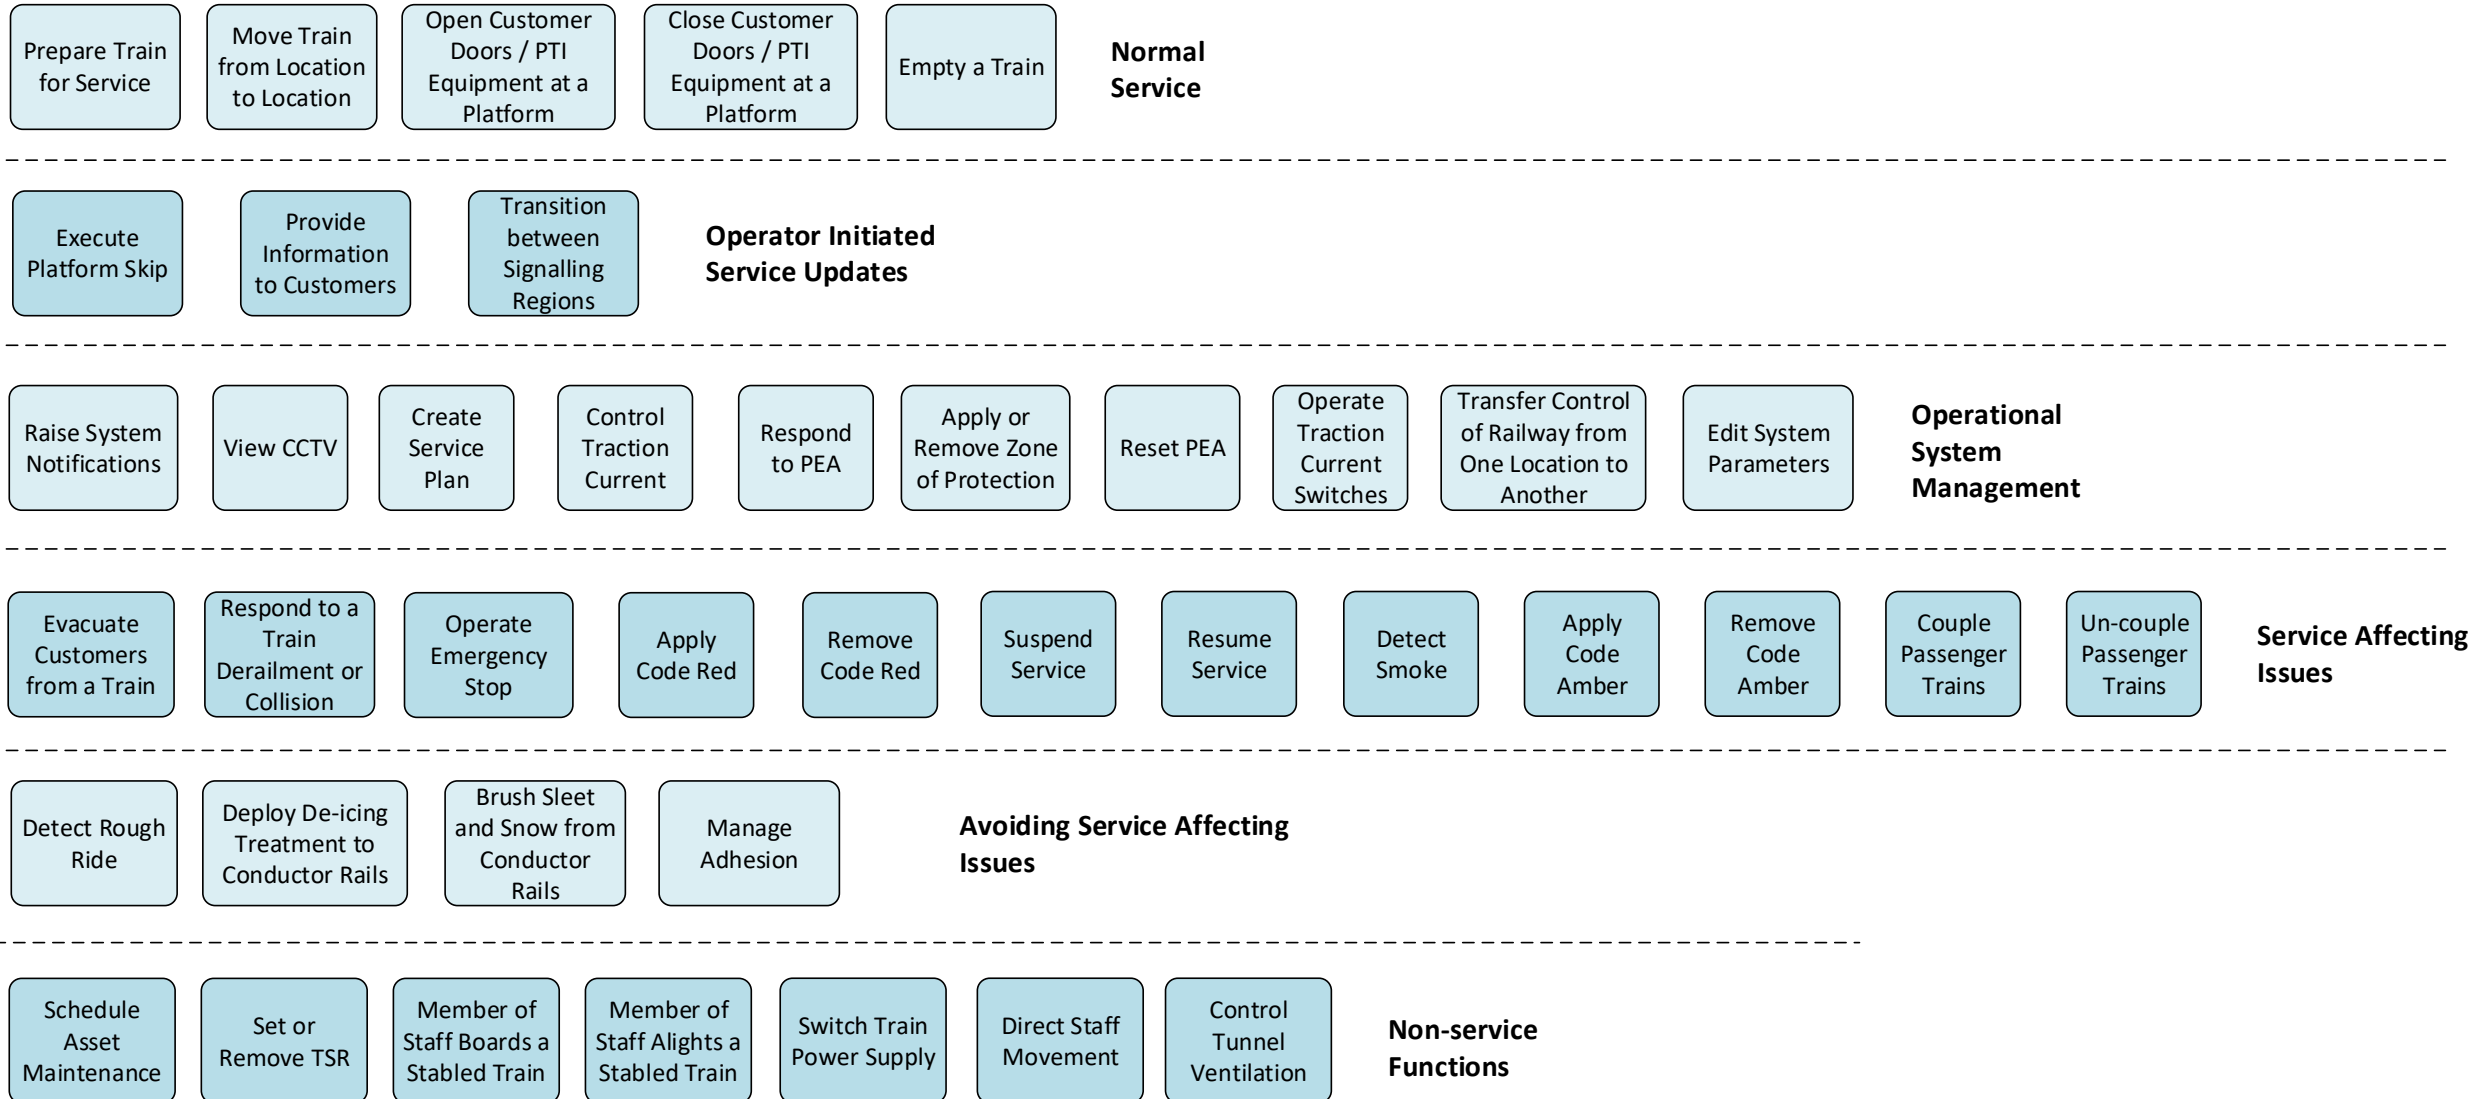 Prepare Train
for Service
Move Train
from Location
to Location
Open Customer
Doors / PTI
Equipment at a
Platform
Close Customer
Doors / PTI
Equipment at a
Platform
Empty a Train
Normal
Service
Execute
Platform Skip
Provide
Information
to Customers
Transition
between
Signalling
Regions
Operator Initiated
Service Updates
Raise System
Notifications
View CCTV
Create
Service
Plan
Control
Traction
Current
Respond
to PEA
Apply or
Remove Zone
of Protection
Reset PEA
Operate
Traction
Current
Switches
Transfer Control
of Railway from
One Location to
Another
Edit System
Parameters
Operational
System
Management
Evacuate
Customers
from a Train
Respond to a
Train
Derailment or
Collision
Operate
Emergency
Stop
Apply
Code Red
Remove
Code Red
Suspend
Service
Resume
Service
Detect
Smoke
Apply
Code
Amber
Remove
Code
Amber
Couple
Passenger
Trains
Un-couple
Passenger
Trains
Service Affecting
Issues
Detect Rough
Ride
Deploy De-icing
Treatment to
Conductor Rails
Brush Sleet
and Snow from
Conductor
Rails
Manage
Adhesion
Avoiding Service Affecting
Issues
Schedule
Asset
Maintenance
Set or
Remove TSR
Member of
Staff Boards a
Stabled Train
Member of
Staff Alights a
Stabled Train
Switch Train
Power Supply
Direct Staff
Movement
Control
Tunnel
Ventilation
Non-service
Functions